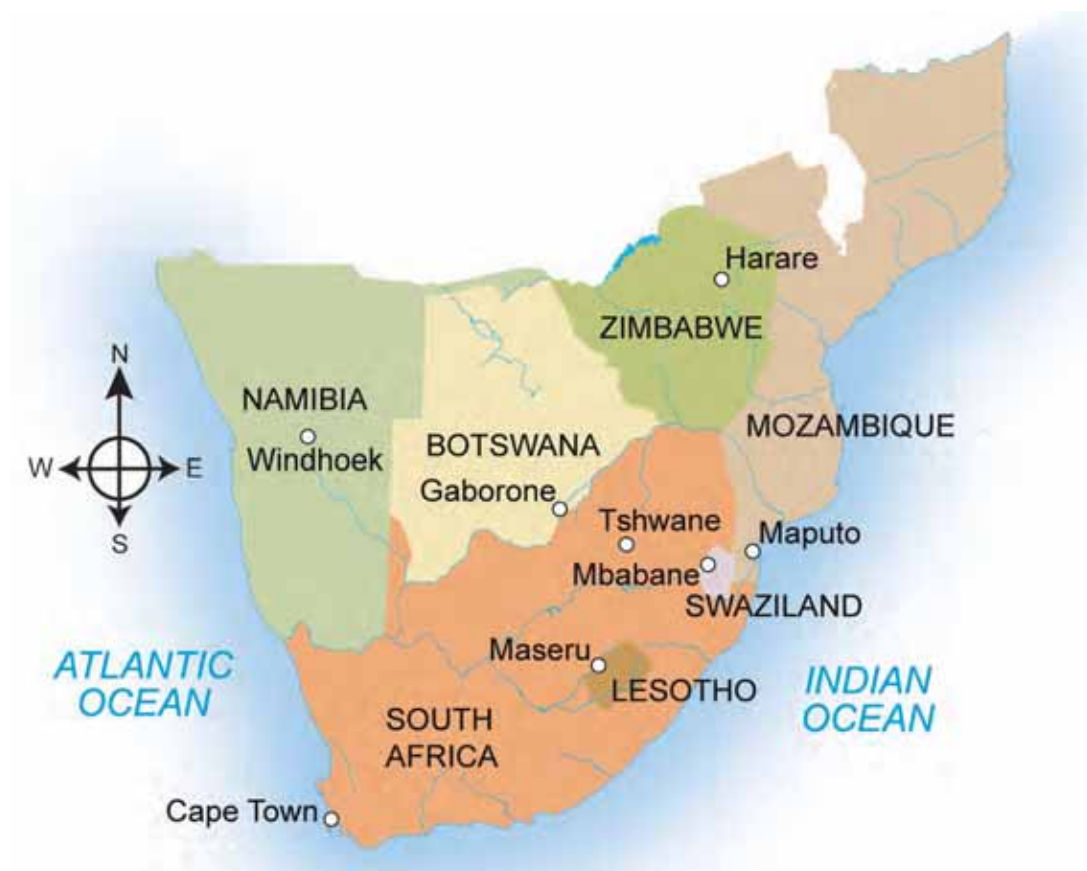 Harare
ZIMBABWE
N
NAMIBIA
MOZAMBIQUE
BOTSWANA
W
E
Windhoek
Gaborone
Tshwane
Maputo
S
Mbabane
SWAZILAND
Maseru
ATLANTIC
OCEAN
LESOTHO
INDIAN
OCEAN
SOUTH
AFRICA
Cape Town